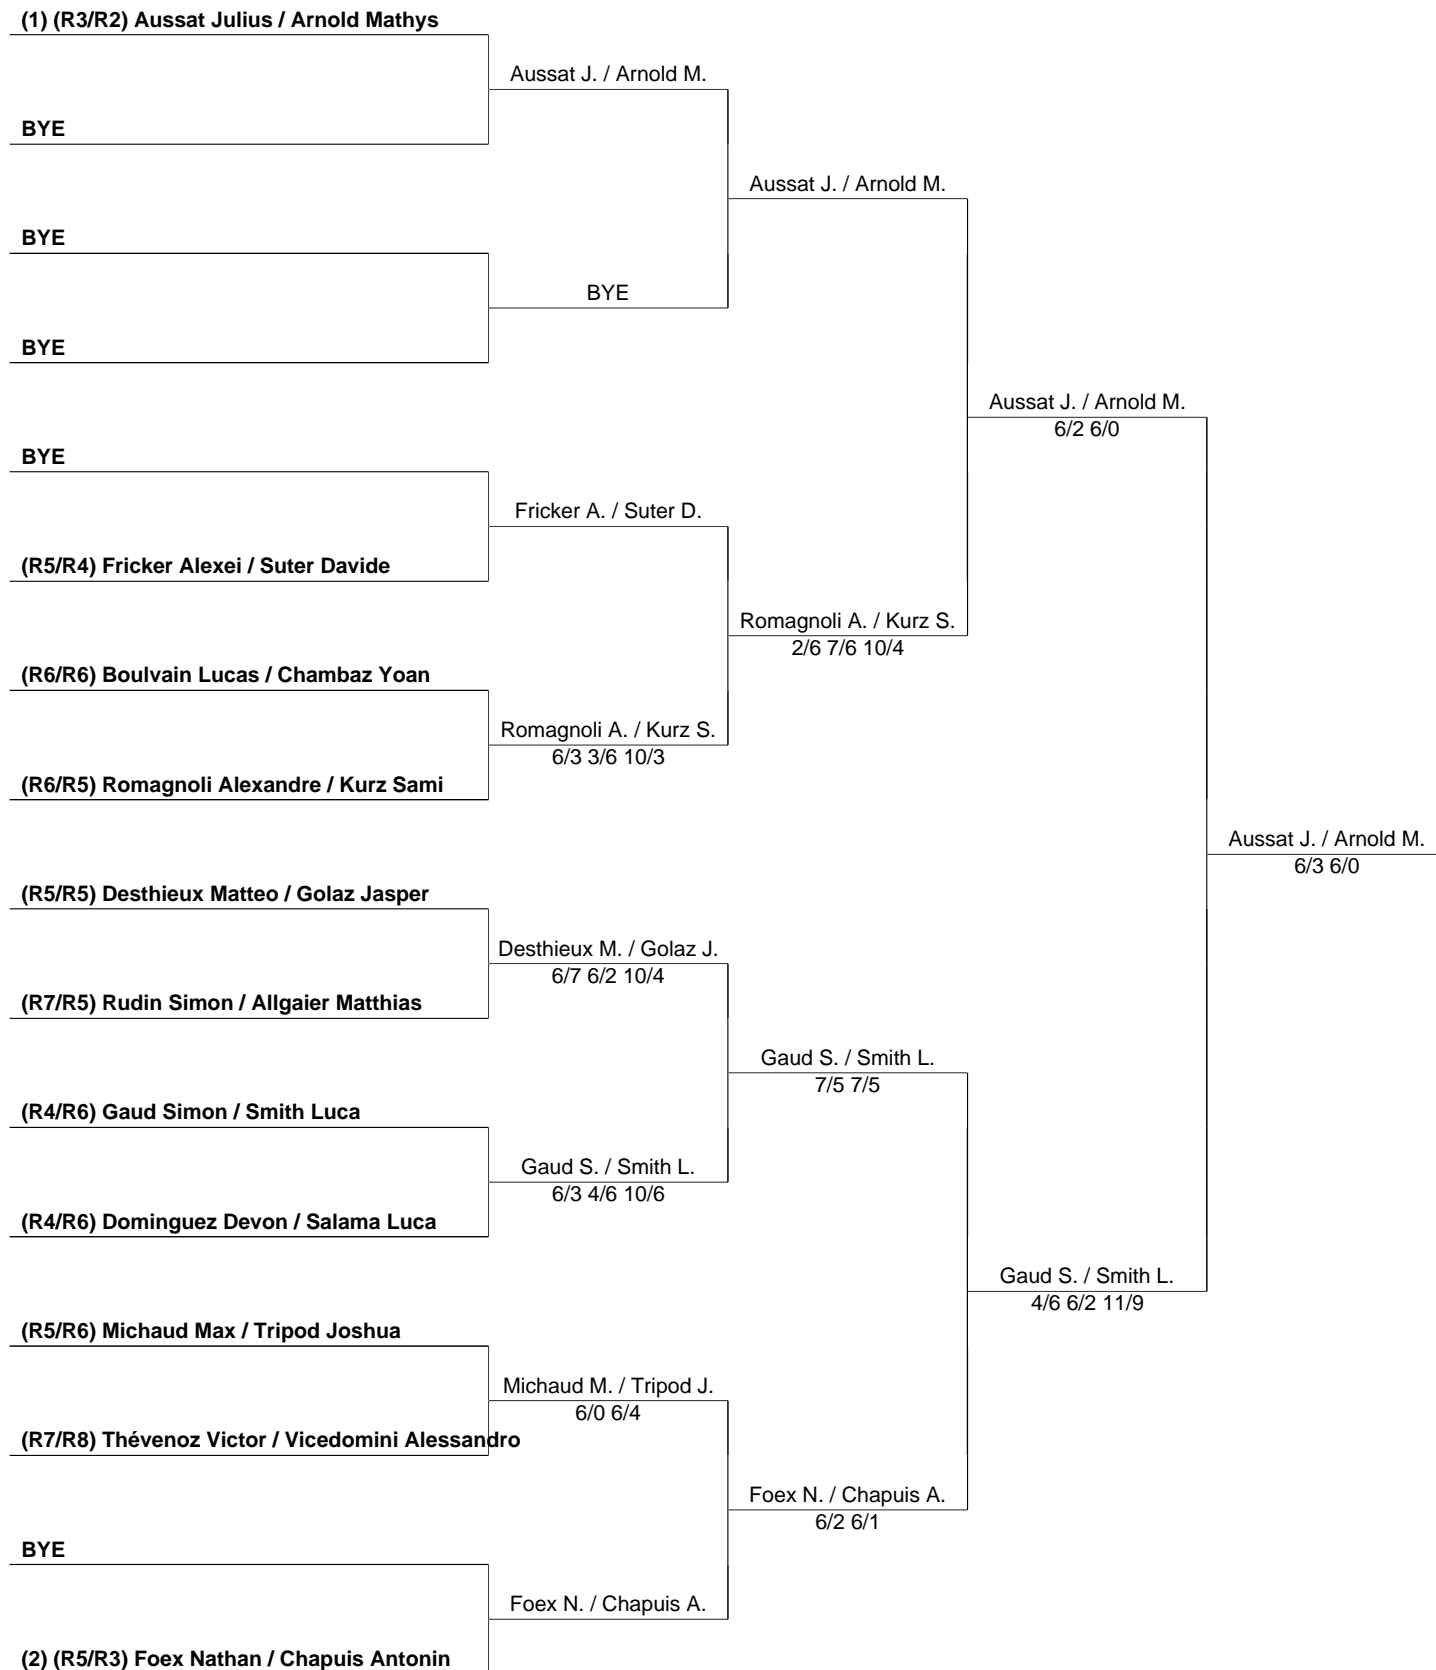 (1) (R3/R2) Aussat Julius / Arnold Mathys
Aussat J. / Arnold M.
BYE
Aussat J. / Arnold M.
BYE
BYE
BYE
Aussat J. / Arnold M.
6/2 6/0
BYE
Fricker A. / Suter D.
(R5/R4) Fricker Alexei / Suter Davide
Romagnoli A. / Kurz S.
2/6 7/6 10/4
(R6/R6) Boulvain Lucas / Chambaz Yoan
Romagnoli A. / Kurz S.
6/3 3/6 10/3
(R6/R5) Romagnoli Alexandre / Kurz Sami
Aussat J. / Arnold M.
6/3 6/0
(R5/R5) Desthieux Matteo / Golaz Jasper
Desthieux M. / Golaz J.
6/7 6/2 10/4
(R7/R5) Rudin Simon / Allgaier Matthias
Gaud S. / Smith L.
7/5 7/5
(R4/R6) Gaud Simon / Smith Luca
Gaud S. / Smith L.
6/3 4/6 10/6
(R4/R6) Dominguez Devon / Salama Luca
Gaud S. / Smith L.
4/6 6/2 11/9
(R5/R6) Michaud Max / Tripod Joshua
Michaud M. / Tripod J.
6/0 6/4
(R7/R8) Thévenoz Victor / Vicedomini Alessandro
Foex N. / Chapuis A.
6/2 6/1
BYE
Foex N. / Chapuis A.
(2) (R5/R3) Foex Nathan / Chapuis Antonin